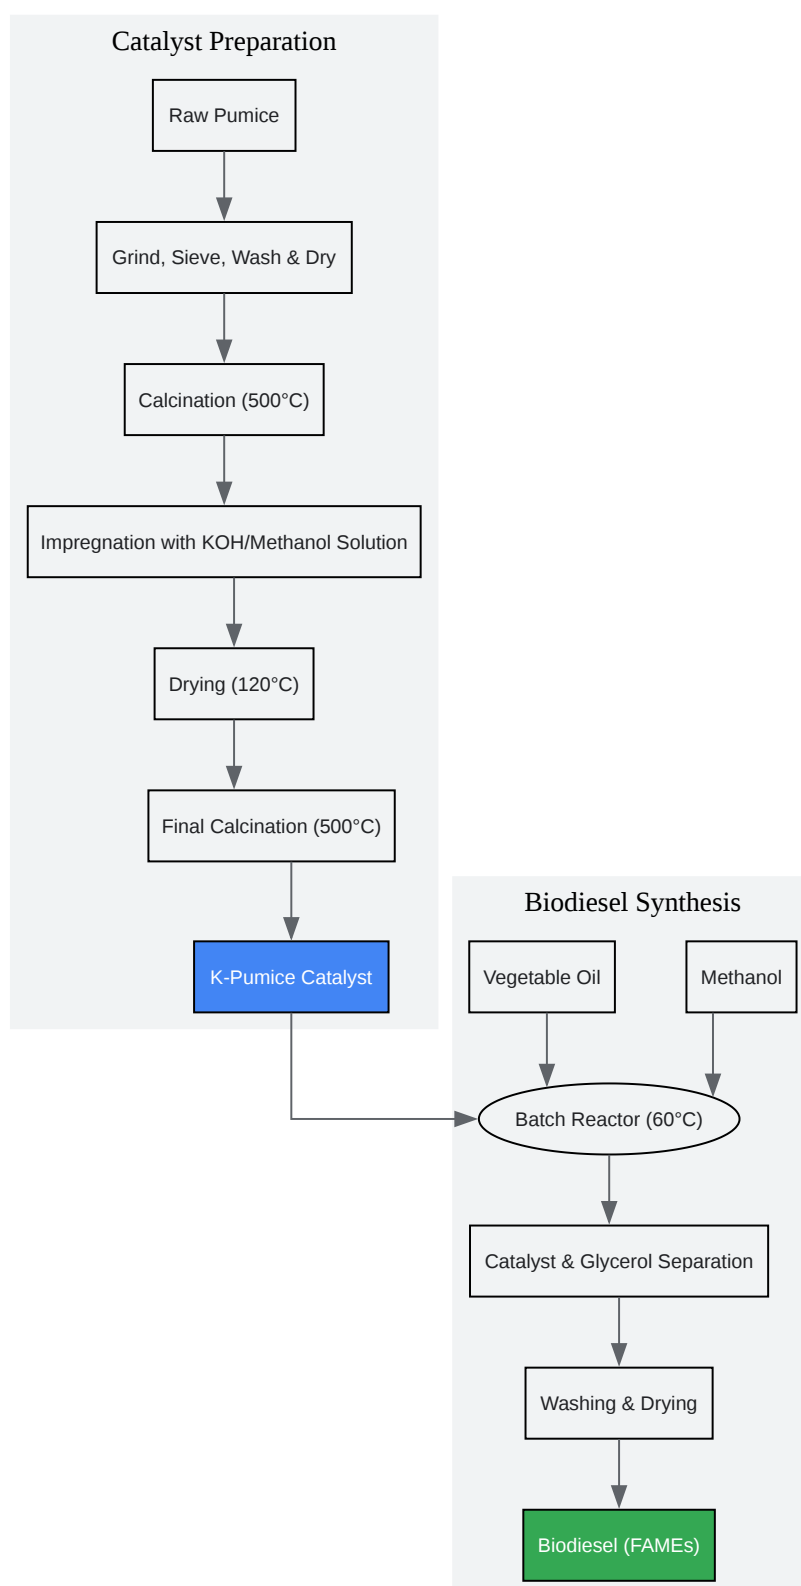 Catalyst Preparation
Raw Pumice
Grind, Sieve, Wash & Dry
Calcination (500°C)
Impregnation with KOH/Methanol Solution
Drying (120°C)
Final Calcination (500°C)
K-Pumice Catalyst
Biodiesel Synthesis
Vegetable Oil
Methanol
Batch Reactor (60°C)
Catalyst & Glycerol Separation
Washing & Drying
Biodiesel (FAMEs)